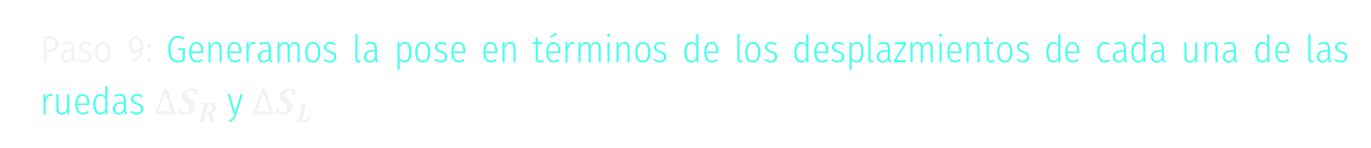 Paso 9: Generamos la pose en términos de los desplazmientos de cada una de las
ruedas ΔS_R y ΔS_L